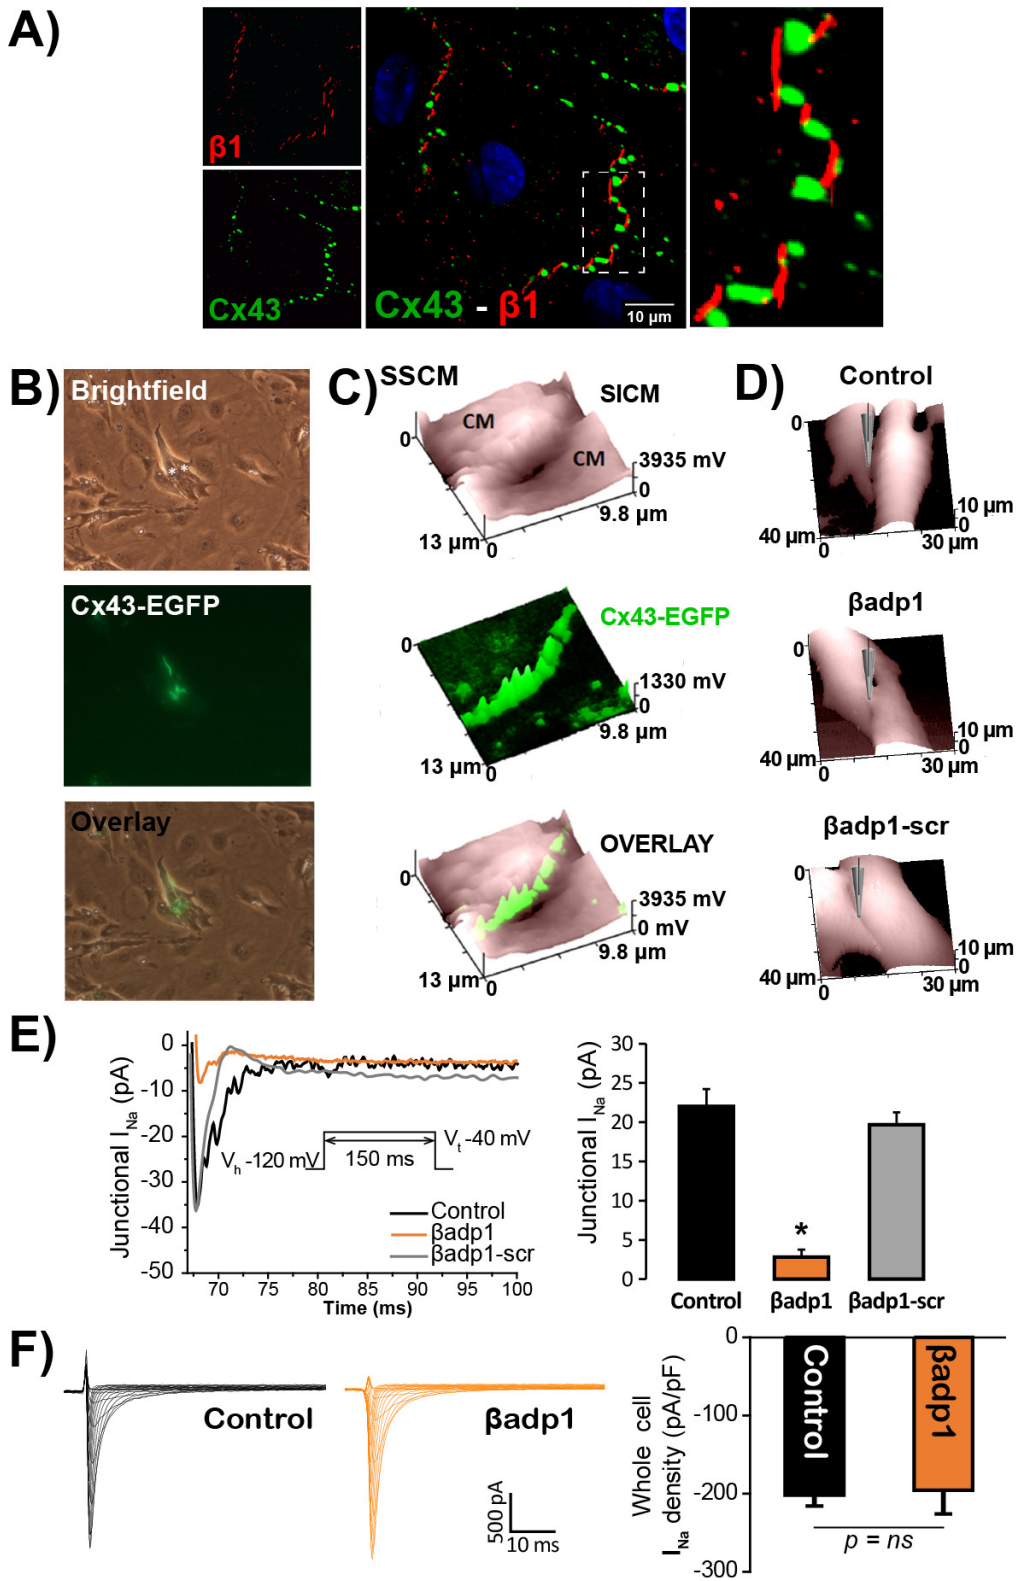 A)
β1
Cx43
Cx43 - β1
10 μm
B)
Brightfield
Cx43-EGFP
Overlay
C)
SSCM
SICM
CM
CM
0
3935 mV
0
9.8 μm
13 μm
0
Cx43-EGFP
0
1330 mV
0
9.8 μm
13 μm
0
OVERLAY
0
3935 mV
0 mV
9.8 μm
13 μm
0
D)
Control
0
10 μm
0
40 μm
0
30 μm
βadp1
0
10 μm
0
40 μm
0
30 μm
βadp1-scr
0
10 μm
0
40 μm
0
30 μm
E)
Junctional INa (pA)
0
-10
-20
-30
-40
-50
70 75 80 85 90 95 100
Time (ms)
Vh -120 mV
150 ms
Vt -40 mV
Control
βadp1
βadp1-scr
Junctional INa (pA)
30
25
20
15
10
5
0
*
Control βadp1 βadp1-scr
F)
Control
βadp1
500 pA
10 ms
Whole cell
INa density (pA/pF)
0
-100
-200
-300
Control
βadp1
p = ns